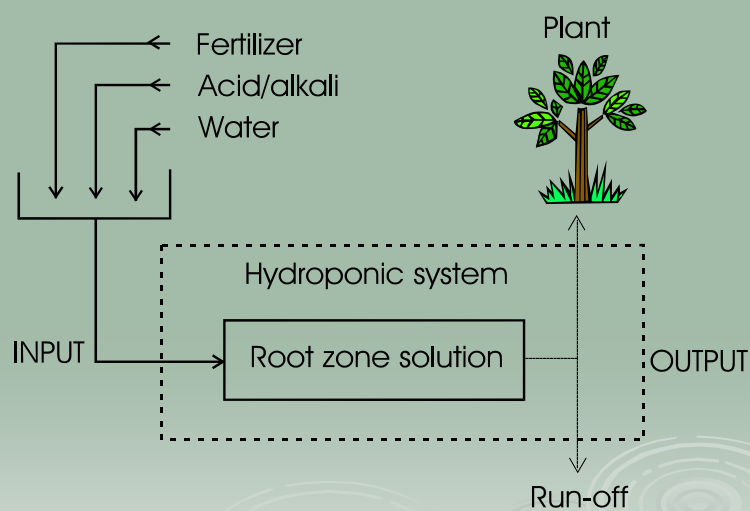 Fertilizer
Acid/alkali
Water
Plant
Hydroponic system
INPUT
Root zone solution
OUTPUT
Run-off